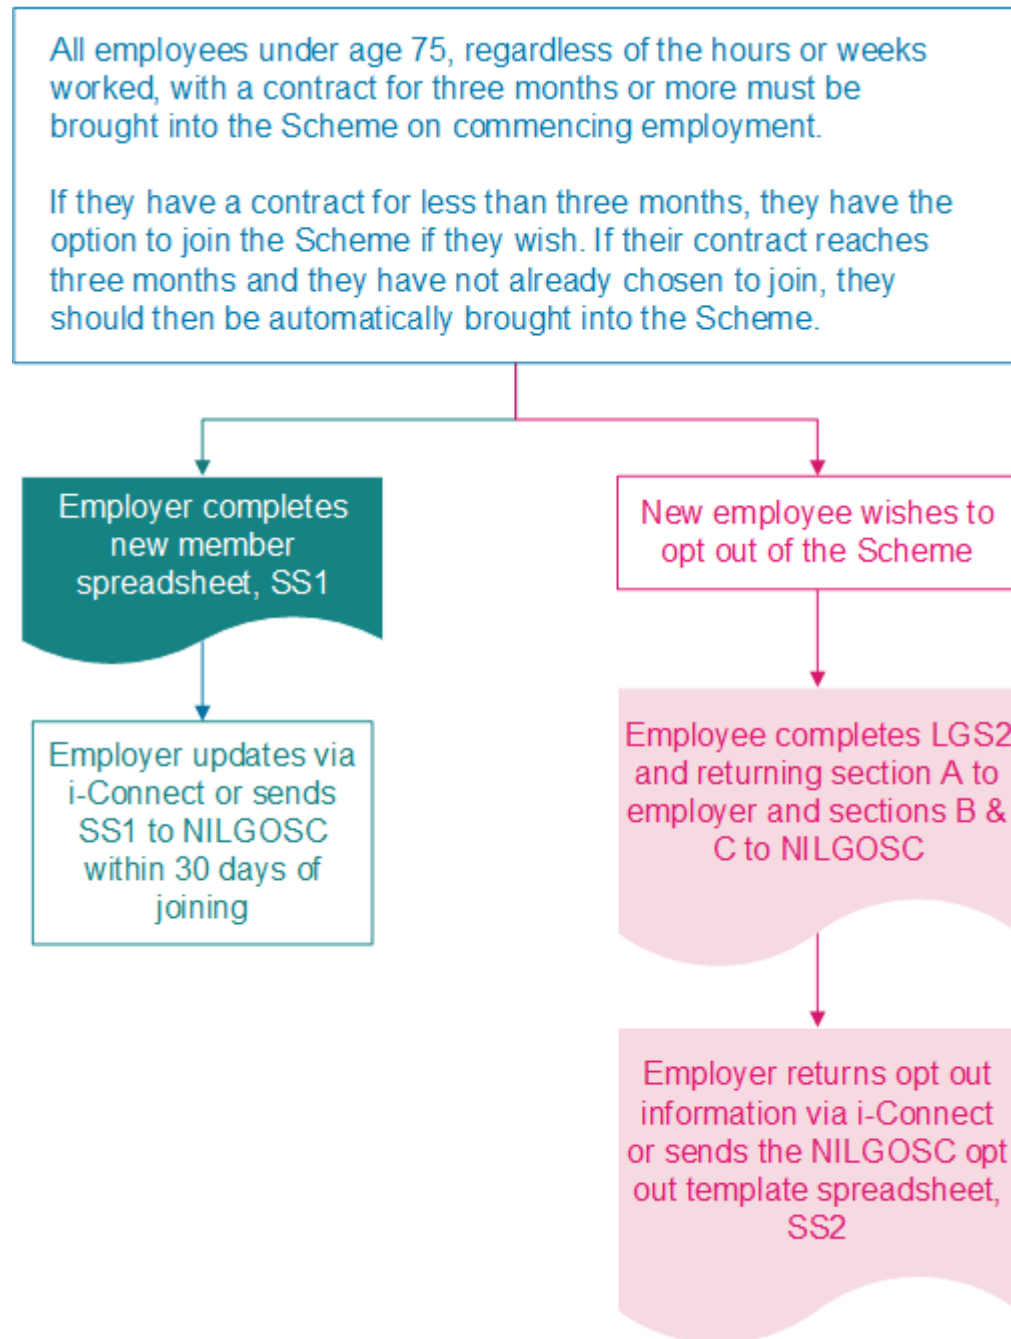 All employees under age 75, regardless of the hours or weeks
worked, with a contract for three months or more must be
brought into the Scheme on commencing employment.
If they have a contract for less than three months, they have the
option to join the Scheme if they wish. If their contract reaches
three months and they have not already chosen to join, they
should then be automatically brought into the Scheme.
Employer completes
new member
spreadsheet, SS1
Employer updates via
i-Connect or sends
SS1 to NILGOSC
within 30 days of
joining
New employee wishes to
opt out of the Scheme
Employee completes LGS2
and returning section A to
employer and sections B &
C to NILGOSC
Employer returns opt out
information via i-Connect
or sends the NILGOSC opt
out template spreadsheet,
SS2